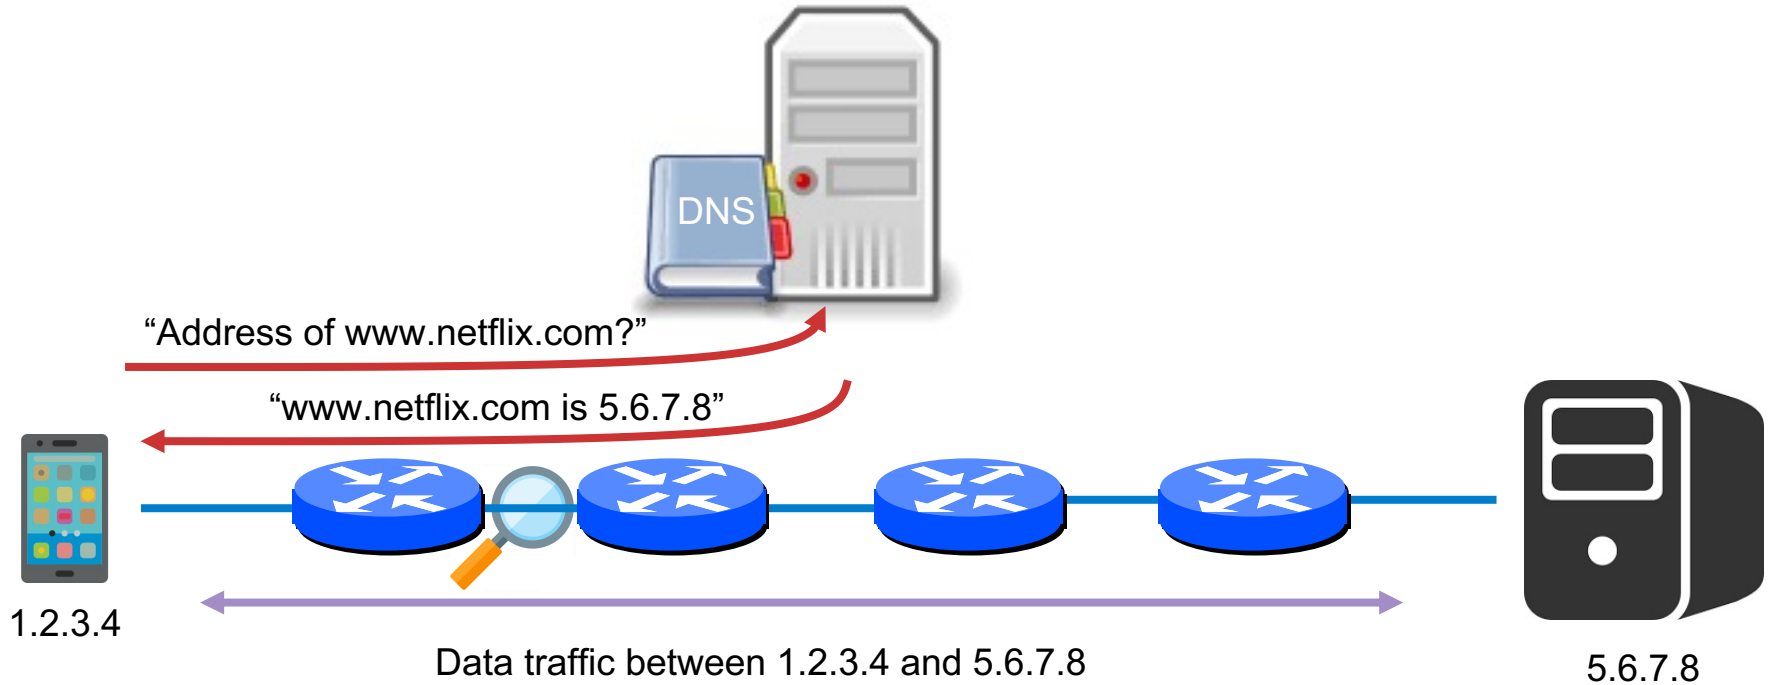 DNS
“Address of www.netflix.com?”
“www.netflix.com is 5.6.7.8”
1.2.3.4
Data traffic between 1.2.3.4 and 5.6.7.8
5.6.7.8